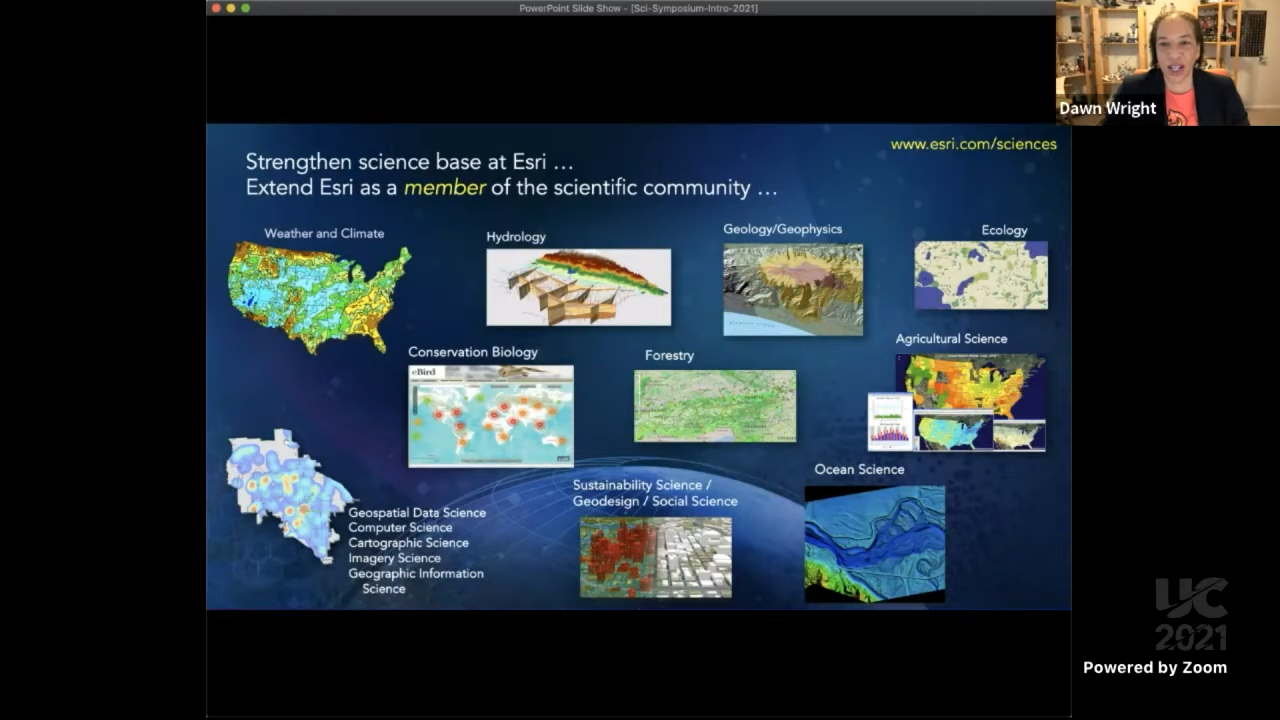 PowerPoint Slide Show - [Sci-Symposium-Intro-2021]
Dawn Wright
www.esri.com/sciences
Strengthen science base at Esri …
Extend Esri as a member of the scientific community …
Weather and Climate
Hydrology
Geology/Geophysics
Ecology
Conservation Biology
eBird
Forestry
Agricultural Science
Geospatial Data Science
Computer Science
Cartographic Science
Imagery Science
Geographic Information
Science
Sustainability Science /
Geodesign / Social Science
Ocean Science
UC
2021
Powered by Zoom